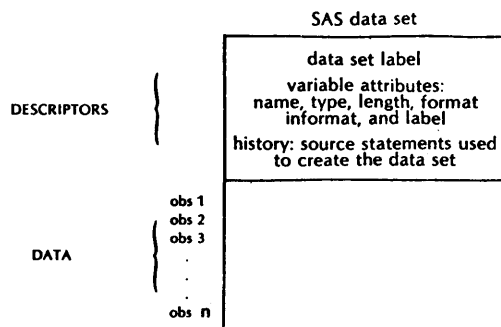 SAS data set
data set label
variable attributes:
name, type, length, format
informat, and label
DESCRIPTORS
history: source statements used
to create the data set
obs 1
obs 2
obs 3
DATA
.
.
.
.
obs n